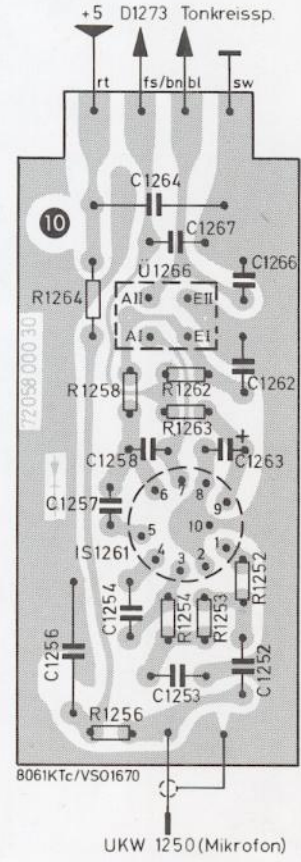 +5 D1273 Tonkreissp.
rt fs/bn bl sw
C1264
10
C1267
Ü1266
C1266
R1264
AII EII
AI EI
72058 000 30
R1258
R1262
C1262
R1263
C1258
C1263 +
C1257
6 7 8
9
5 10
IS1261
4 3 2 1
R1252
C1254
R1254
R1253
C1256
C1252
C1253
R1256
8061KTc/VS01670
UKW 1250 (Mikrofon)